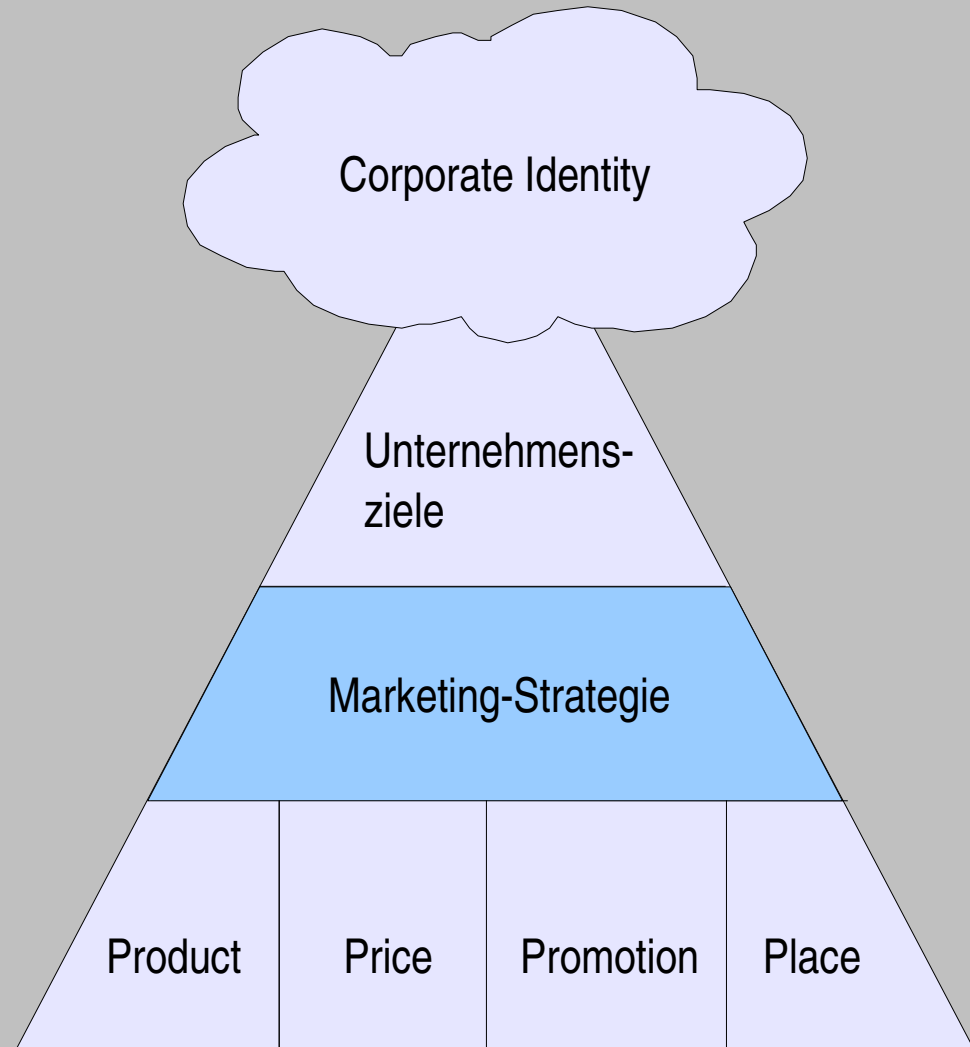 Corporate Identity
Unternehmens-
ziele
Marketing-Strategie
Product Price Promotion Place